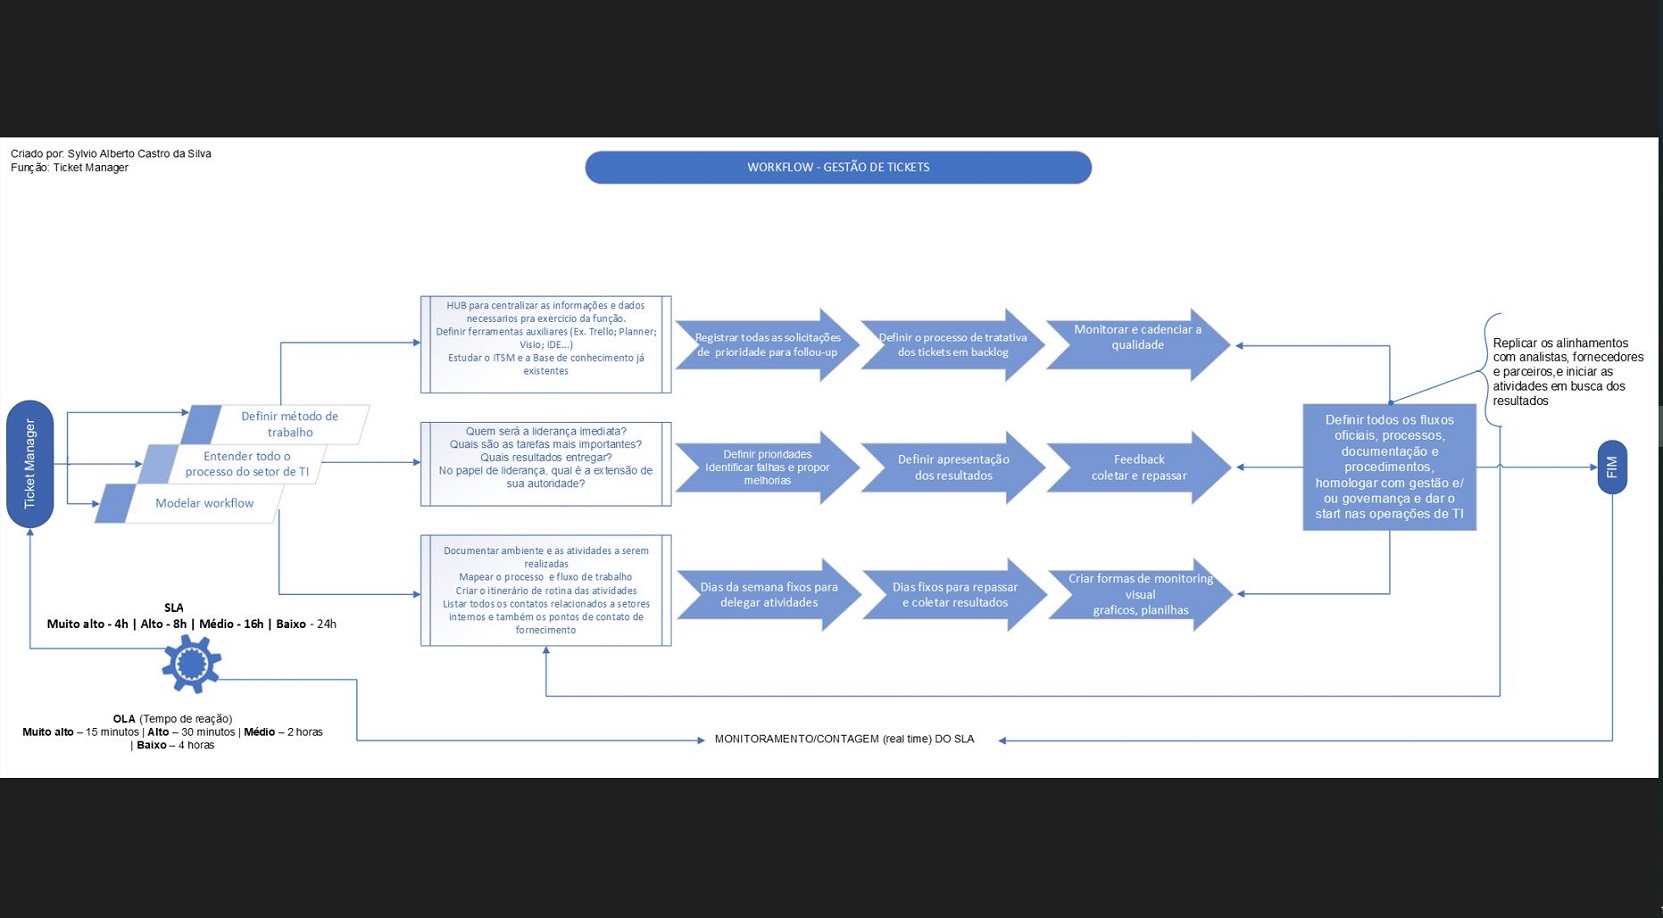 Criado por: Sylvio Alberto Castro da Silva
Função: Ticket Manager
WORKFLOW - GESTÃO DE TICKETS
Ticket Manager
Definir método de
trabalho
Entender todo o
processo do setor de TI
Modelar workflow
HUB para centralizar as informações e dados
necessarios pra exercicio da função.
Definir ferramentas auxiliares (Ex. Trello; Planner;
Visio; IDE...)
Estudar o ITSM e a Base de conhecimento já
existentes
Registrar todas as solicitações
de prioridade para follou-up
Definir o processo de tratativa
dos tickets em backlog
Monitorar e cadenciar a
qualidade
Quem será a liderança imediata?
Quais são as tarefas mais importantes?
Quais resultados entregar?
No papel de liderança, qual é a extensão de
sua autoridade?
Definir prioridades
Identificar falhas e propor
melhorias
Definir apresentação
dos resultados
Feedback
coletar e repassar
Documentar ambiente e as atividades a serem
realizadas
Mapear o processo e fluxo de trabalho
Criar o itinerário de rotina das atividades
Listar todos os contatos relacionados a setores
internos e também os pontos de contato de
fornecimento
Dias da semana fixos para
delegar atividades
Dias fixos para repassar
e coletar resultados
Criar formas de monitoring
visual
graficos, planilhas
Definir todos os fluxos
oficiais, processos,
documentação e
procedimentos,
homologar com gestão e/
ou governança e dar o
start nas operações de TI
Replicar os alinhamentos
com analistas, fornecedores
e parceiros,e iniciar as
atividades em busca dos
resultados
FIM
SLA
Muito alto - 4h | Alto - 8h | Médio - 16h | Baixo - 24h
OLA (Tempo de reação)
Muito alto – 15 minutos | Alto – 30 minutos | Médio – 2 horas
| Baixo – 4 horas
MONITORAMENTO/CONTAGEM (real time) DO SLA